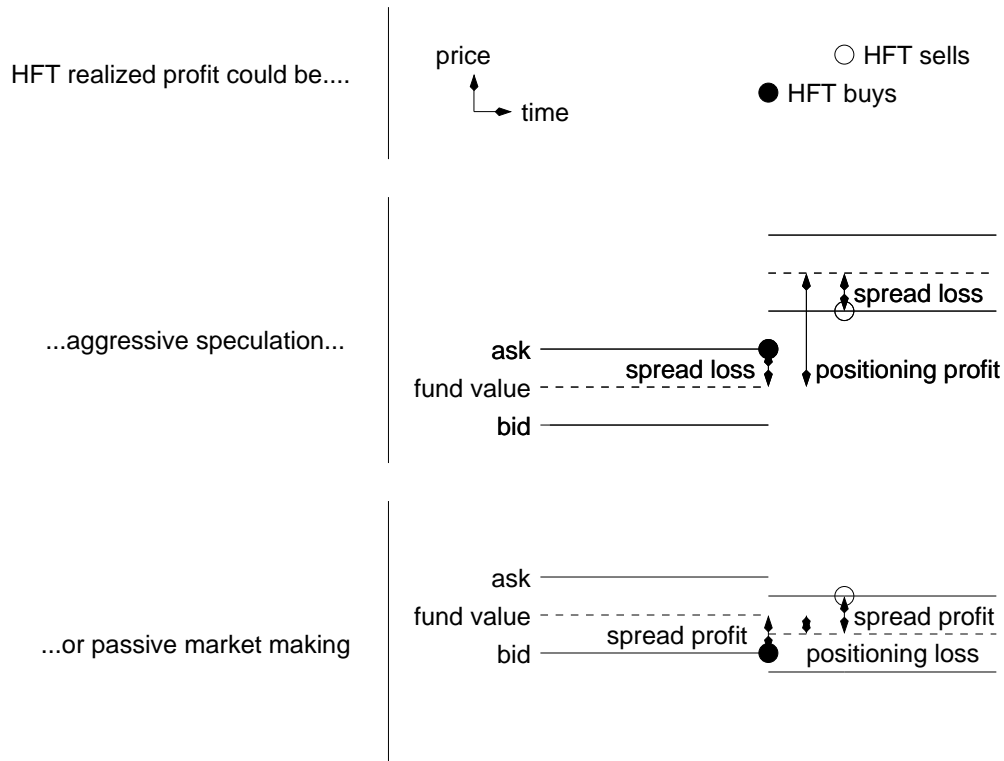 HFT realized profit could be....
price
time
HFT sells
HFT buys
...aggressive speculation...
spread loss
ask
spread loss
positioning profit
fund value
bid
...or passive market making
ask
fund value
spread profit
spread profit
bid
positioning loss